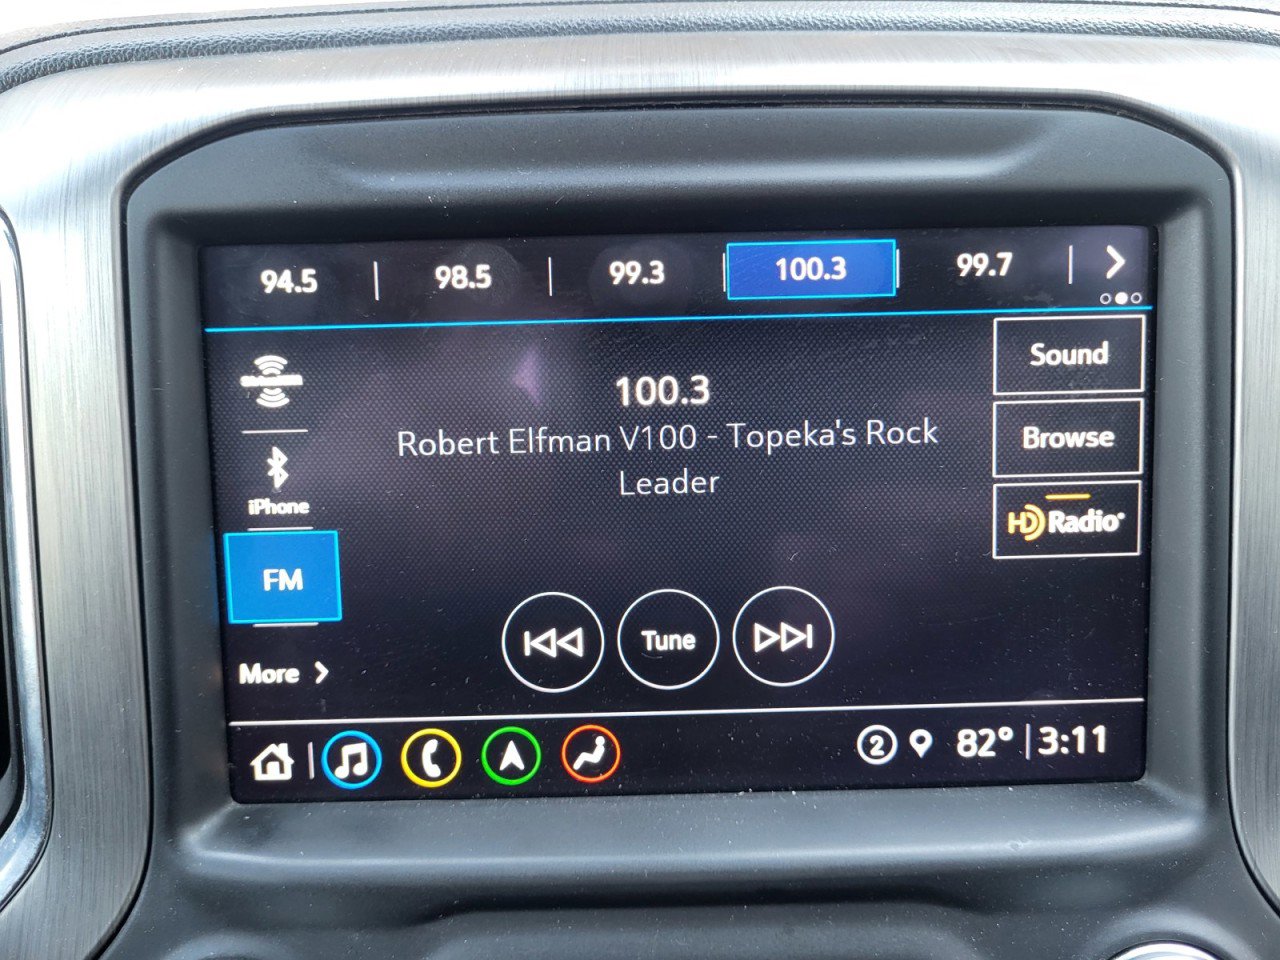 94.5 98.5 99.3 100.3 99.7
Sound
100.3
Robert Elfman V100 - Topeka's Rock
Leader
Browse
iPhone
HD Radio
FM
Tune
More
2 82° 3:11